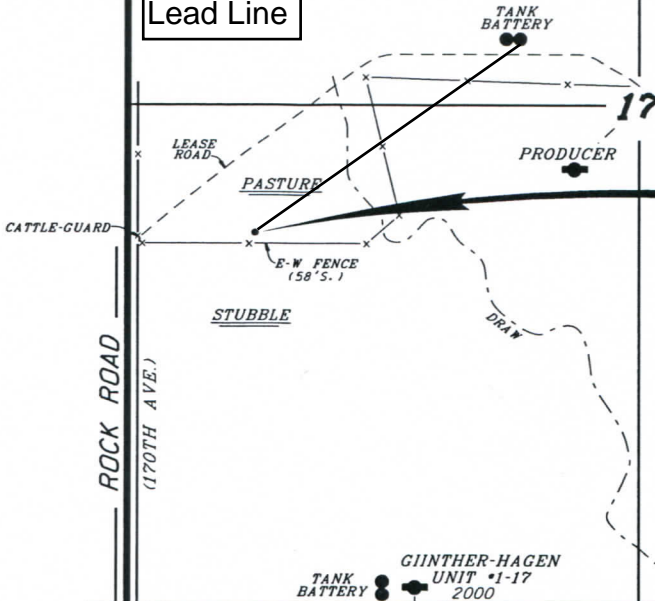 Lead Line
TANK
BATTERY
17
LEASE
ROAD
PRODUCER
PASTURE
CATTLE-GUARD
E-W FENCE
(58'S.)
STUBBLE
DRAW
ROCK ROAD
(170TH AVE.)
GIINTHER-HAGEN
UNIT #1-17
2000
TANK
BATTERY